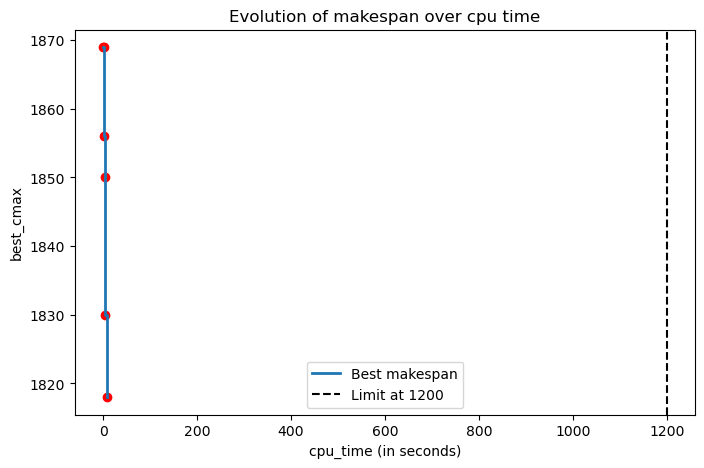 Evolution of makespan over cpu time
best_cmax
1870
1860
1850
1840
1830
1820
0
200
400
600
800
1000
1200
cpu_time (in seconds)
Best makespan
Limit at 1200